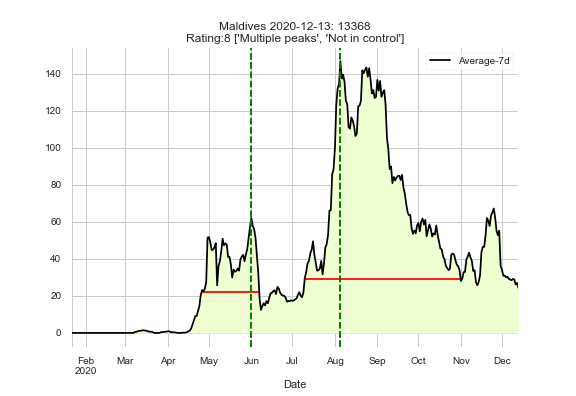 Maldives 2020-12-13: 13368
Rating:8 ['Multiple peaks', 'Not in control']
Average-7d
140
120
100
80
60
40
20
0
Feb Mar Apr May Jun Jul Aug Sep Oct Nov Dec
2020
Date